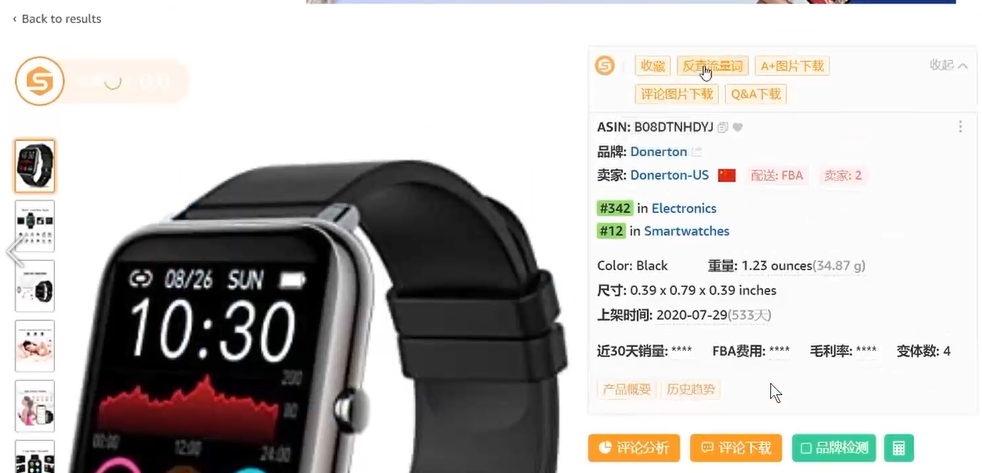 ‹ Back to results
收藏 反查流量词 A+图片下载 收起
评论图片下载 Q&A下载
ASIN: B08DTNHDYJ
品牌: Donerton
卖家: Donerton-US 配送: FBA 卖家: 2
#342 in Electronics
#12 in Smartwatches
Color: Black 重量: 1.23 ounces(34.87 g)
尺寸: 0.39 x 0.79 x 0.39 inches
上架时间: 2020-07-29(533天)
近30天销量: **** FBA费用: **** 毛利率: **** 变体数: 4
产品概要 历史趋势
评论分析 评论下载 品牌检测
08/26 SUN
10:30
200
80
00:00 12:00 24:00